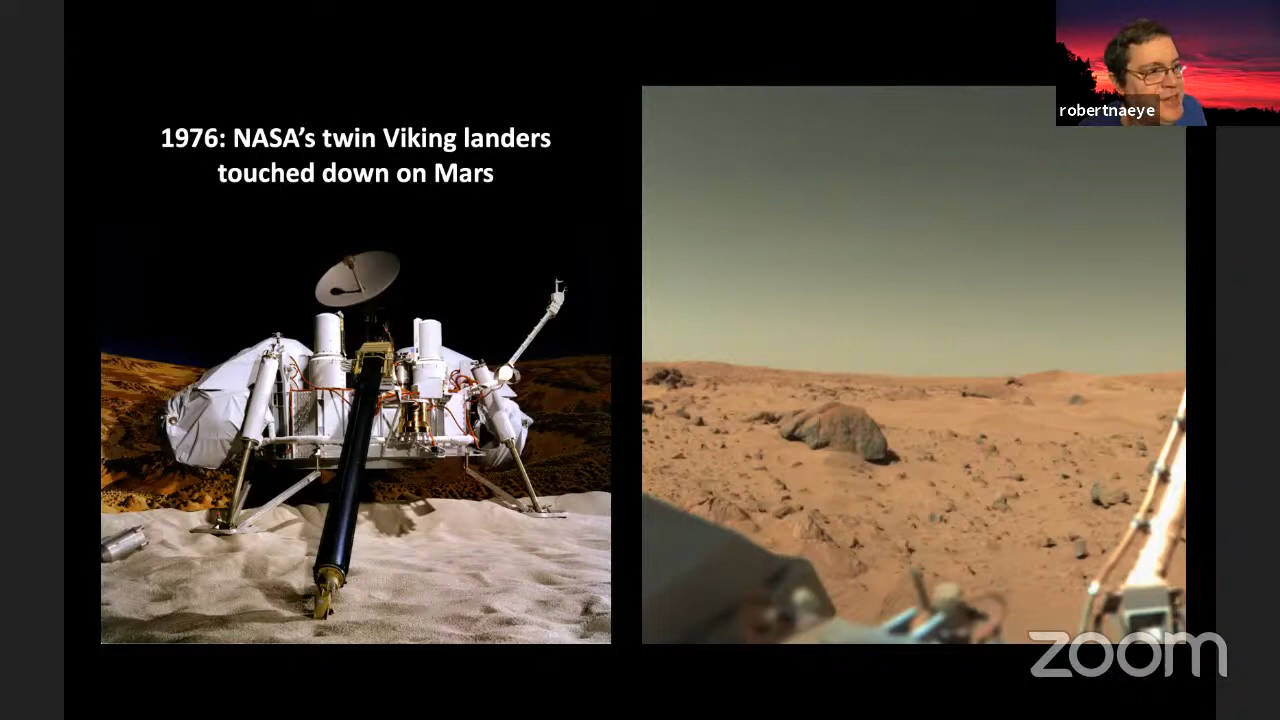 1976: NASA’s twin Viking landers
touched down on Mars
robertnaeye
zoom